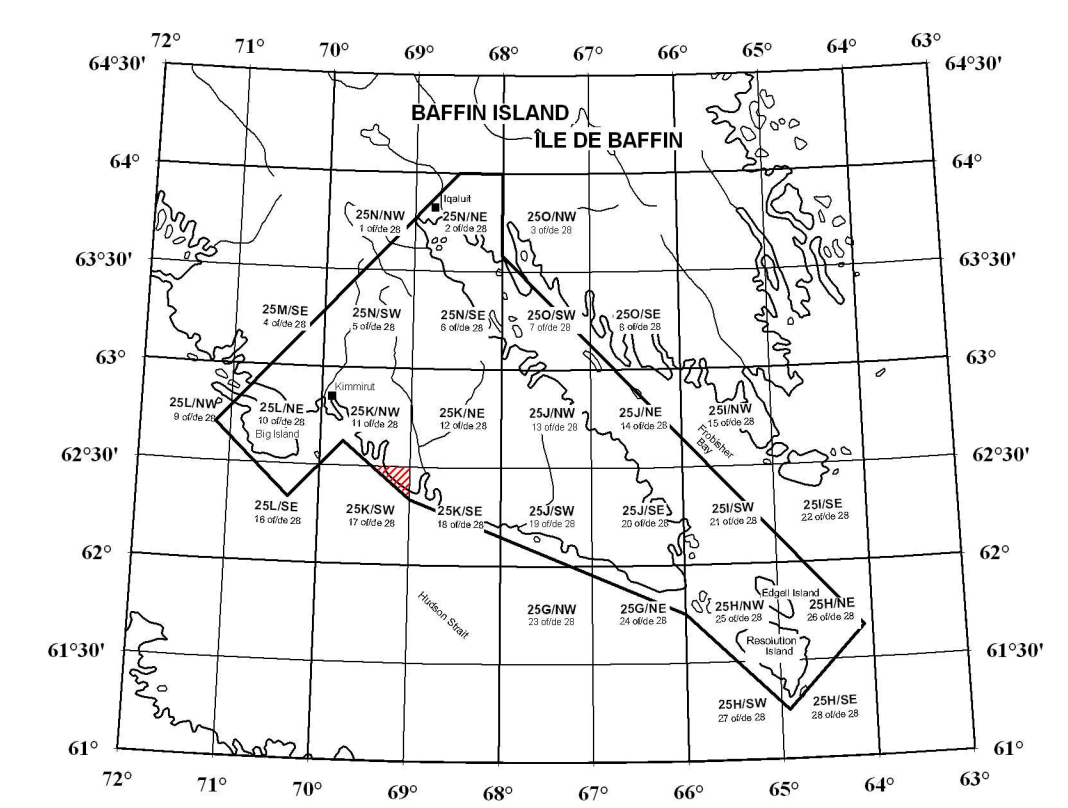 72° 71° 70° 69° 68° 67° 66° 65° 64° 63°
64°30' 64°30'
BAFFIN ISLAND
ÎLE DE BAFFIN
64° 64°
Iqaluit
25N/NW 25N/NE 25O/NW
1 of/de 28 2 of/de 28 3 of/de 28
63°30' 63°30'
25M/SE 25N/SW 25N/SE 25O/SW 25O/SE
4 of/de 28 5 of/de 28 6 of/de 28 7 of/de 28 8 of/de 28
63° 63°
Kimmirut
25L/NW 25L/NE 25K/NW 25K/NE 25J/NW 25J/NE 25I/NW
9 of/de 28 10 of/de 28 11 of/de 28 12 of/de 28 13 of/de 28 14 of/de 28 15 of/de 28
Big Island
Frobisher
Bay
62°30' 62°30'
25L/SE 25K/SW 25K/SE 25J/SW 25J/SE 25I/SW 25I/SE
16 of/de 28 17 of/de 28 18 of/de 28 19 of/de 28 20 of/de 28 21 of/de 28 22 of/de 28
62° 62°
Hudson Strait
Edgell Island
25G/NW 25G/NE 25H/NW 25H/NE
23 of/de 28 24 of/de 28 25 of/de 28 26 of/de 28
Resolution
Island
61°30' 61°30'
25H/SW 25H/SE
27 of/de 28 28 of/de 28
61° 61°
72° 71° 70° 69° 68° 67° 66° 65° 64° 63°